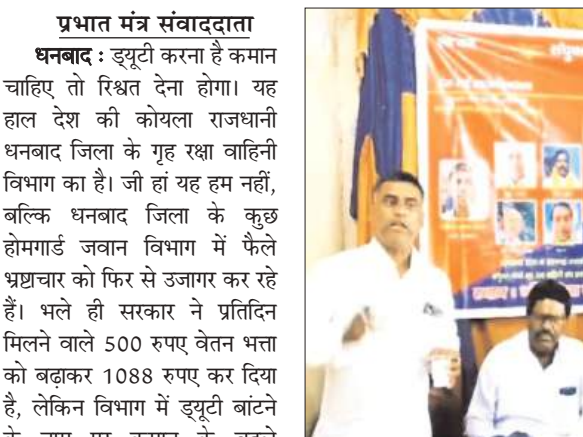 प्रभात मंत्र संवाददाता
धनबाद : ड्यूटी करना है कमान
चाहिए तो रिश्वत देना होगा। यह
हाल देश की कोयला राजधानी
धनबाद जिला के गृह रक्षा वाहिनी
विभाग का है। जी हां यह हम नहीं,
बल्कि धनबाद जिला के कुछ
होमगार्ड जवान विभाग में फैले
भ्रष्टाचार को फिर से उजागर कर रहे
हैं। भले ही सरकार ने प्रतिदिन
मिलने वाले 500 रुपए वेतन भत्ता
को बढ़ाकर 1088 रुपए कर दिया
है, लेकिन विभाग में ड्यूटी बांटने